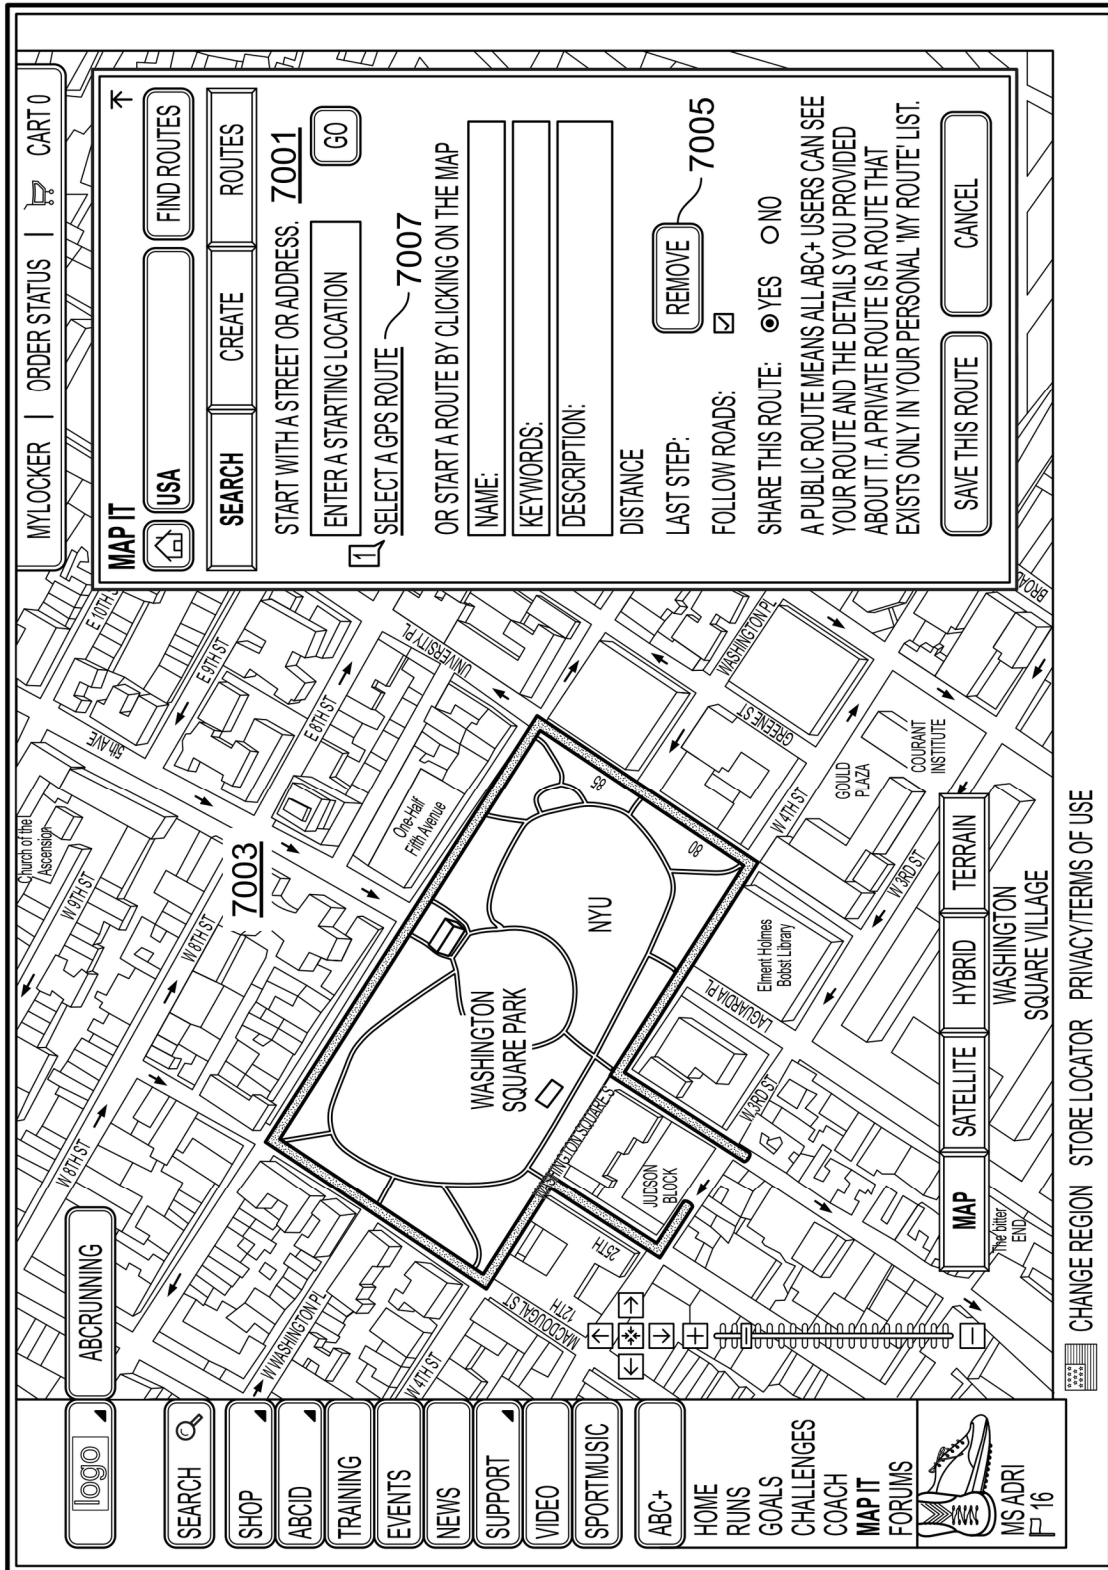 logo
ABCRUNNING
MYLOCKER | ORDER STATUS | CART 0
SEARCH
SHOP
ABCID
TRAINING
EVENTS
NEWS
SUPPORT
VIDEO
SPORTMUSIC
ABC+
HOME
RUNS
GOALS
CHALLENGES
COACH
MAP IT
FORUMS
MS ADRI
16
Church of the
Ascension
W 9TH ST
W 8TH ST
W 8TH ST
5th AVE
E 10TH S
E 9TH ST
E 8TH ST
7003
UNIVERSITY PL
One-Half
Fifth Avenue
W WASHINGTON PL
W 4TH ST
MACDOUGAL ST
12TH
25TH
WASHINGTON
SQUARE PARK
NYU
85
80
WASHINGTON SQUARES
JUDSON
BLOCK
W 3RD ST
LAGUARDIA PL
Elment Holmes
Bobst Library
W 4TH ST
W 3RD ST
GREENE ST
WASHINGTON PL
GOULD
PLAZA
COURANT
INSTITUTE
BROAD
The bitter
END
WASHINGTON
SQUARE VILLAGE
MAP SATELLITE HYBRID TERRAIN
MAP IT
USA FIND ROUTES
SEARCH CREATE ROUTES
START WITH A STREET OR ADDRESS. 7001
ENTER A STARTING LOCATION GO
1 SELECT A GPS ROUTE 7007
OR START A ROUTE BY CLICKING ON THE MAP
NAME:
KEYWORDS:
DESCRIPTION:
DISTANCE
LAST STEP: REMOVE 7005
FOLLOW ROADS:
SHARE THIS ROUTE: YES NO
A PUBLIC ROUTE MEANS ALL ABC+ USERS CAN SEE
YOUR ROUTE AND THE DETAILS YOU PROVIDED
ABOUT IT. A PRIVATE ROUTE IS A ROUTE THAT
EXISTS ONLY IN YOUR PERSONAL 'MY ROUTE' LIST.
SAVE THIS ROUTE CANCEL
CHANGE REGION STORE LOCATOR PRIVACY/TERMS OF USE